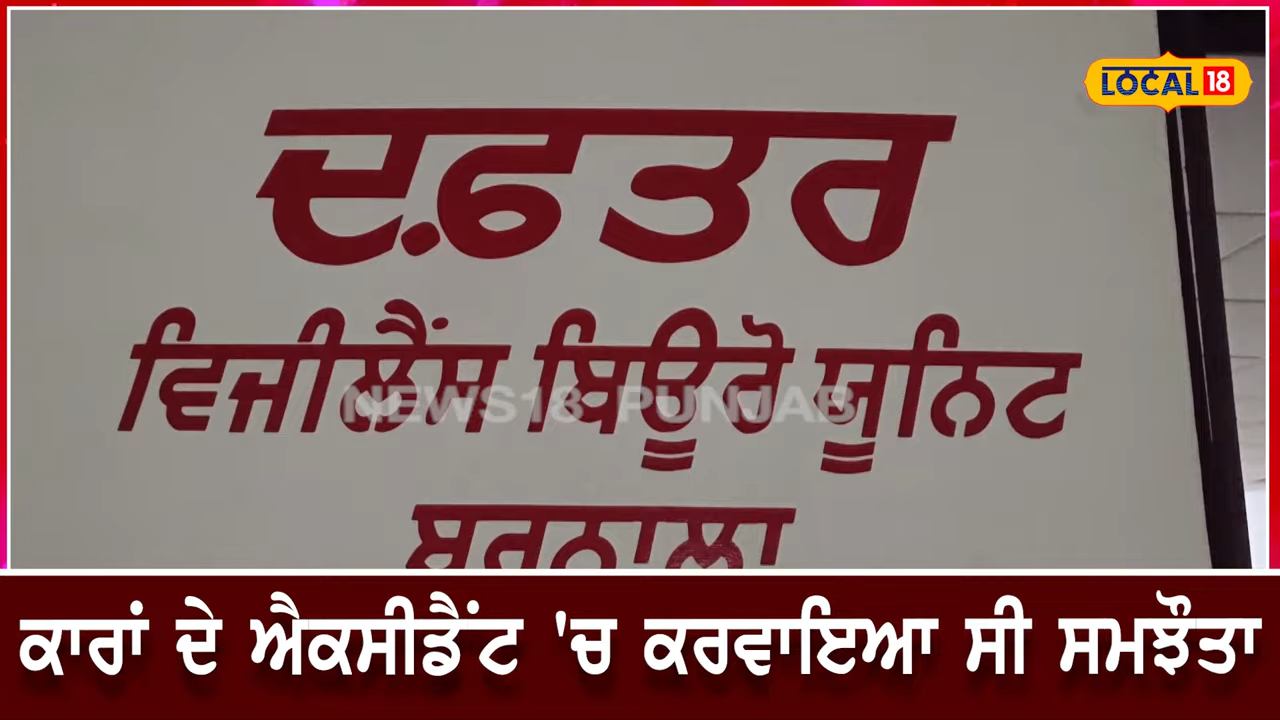 LOCAL 18
ਦਫ਼ਤਰ
ਵਿਜੀਲੈਂਸ ਬਿਊਰੋ ਯੂਨਿਟ
NEWS18 PUNJAB
ਬਰਨਾਲਾ
ਕਾਰਾਂ ਦੇ ਐਕਸੀਡੈਂਟ 'ਚ ਕਰਵਾਇਆ ਸੀ ਸਮਝੌਤਾ